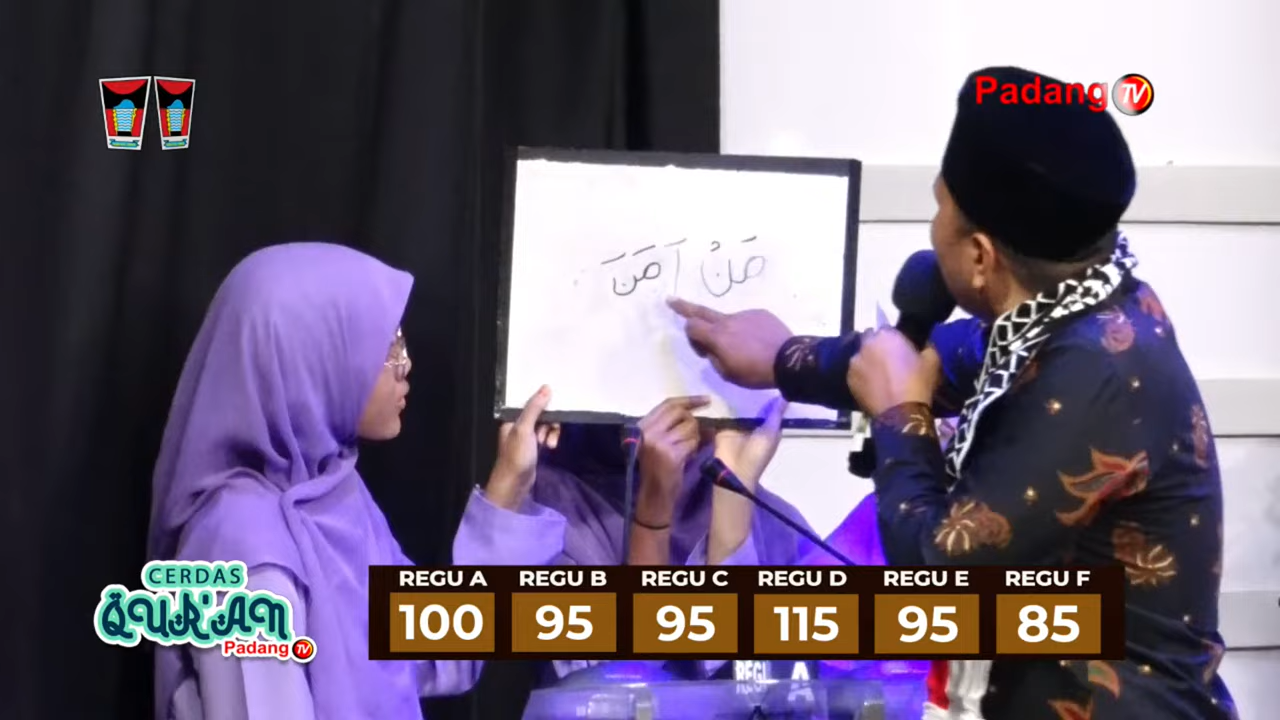 Padang TV
مَنْ آمَنَ
CERDAS
QUR'AN
Padang TV
REGU A REGU B REGU C REGU D REGU E REGU F
100 95 95 115 95 85
REGU A